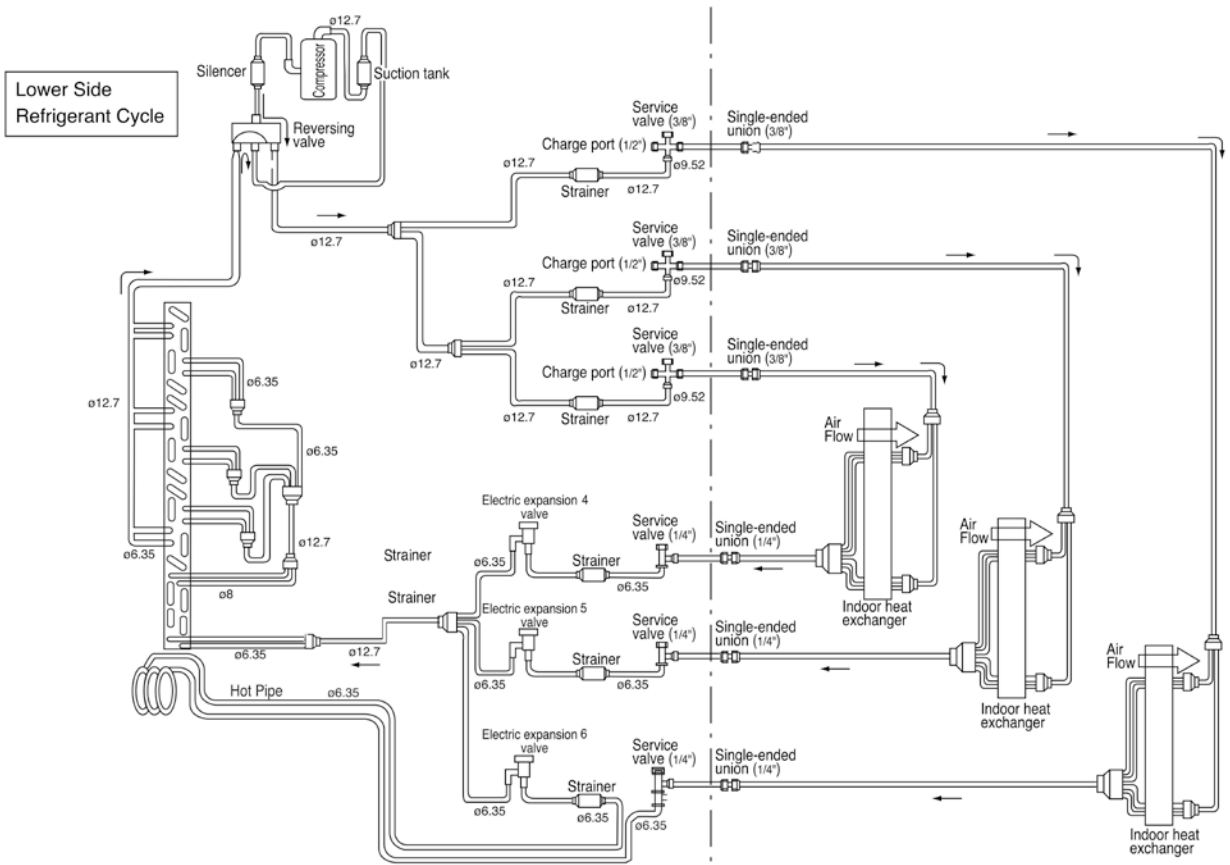 Lower Side
Refrigerant Cycle
ø12.7
Silencer
Compressor
Suction tank
Reversing
valve
Service
valve (3/8")
Single-ended
union (3/8")
Charge port (1/2")
ø12.7
ø9.52
Strainer
ø12.7
ø12.7
Service
valve (3/8")
Single-ended
union (3/8")
Charge port (1/2")
ø12.7
ø9.52
Strainer
ø12.7
Service
valve (3/8")
Single-ended
union (3/8")
ø12.7
Charge port (1/2")
ø9.52
ø12.7
Strainer
ø12.7
ø6.35
ø12.7
ø6.35
Air
Flow
Electric expansion 4
valve
Service
valve (1/4")
Single-ended
union (1/4")
Air
Flow
ø12.7
ø6.35
Strainer
ø6.35
Strainer
ø6.35
ø8
Strainer
Indoor heat
exchanger
Electric expansion 5
valve
Service
valve (1/4")
Single-ended
union (1/4")
ø6.35
ø12.7
Strainer
ø6.35
ø6.35
Air
Flow
Hot Pipe
ø6.35
Indoor heat
exchanger
Electric expansion 6
valve
Service
valve (1/4")
Single-ended
union (1/4")
Strainer
ø6.35
ø6.35
ø6.35
Indoor heat
exchanger